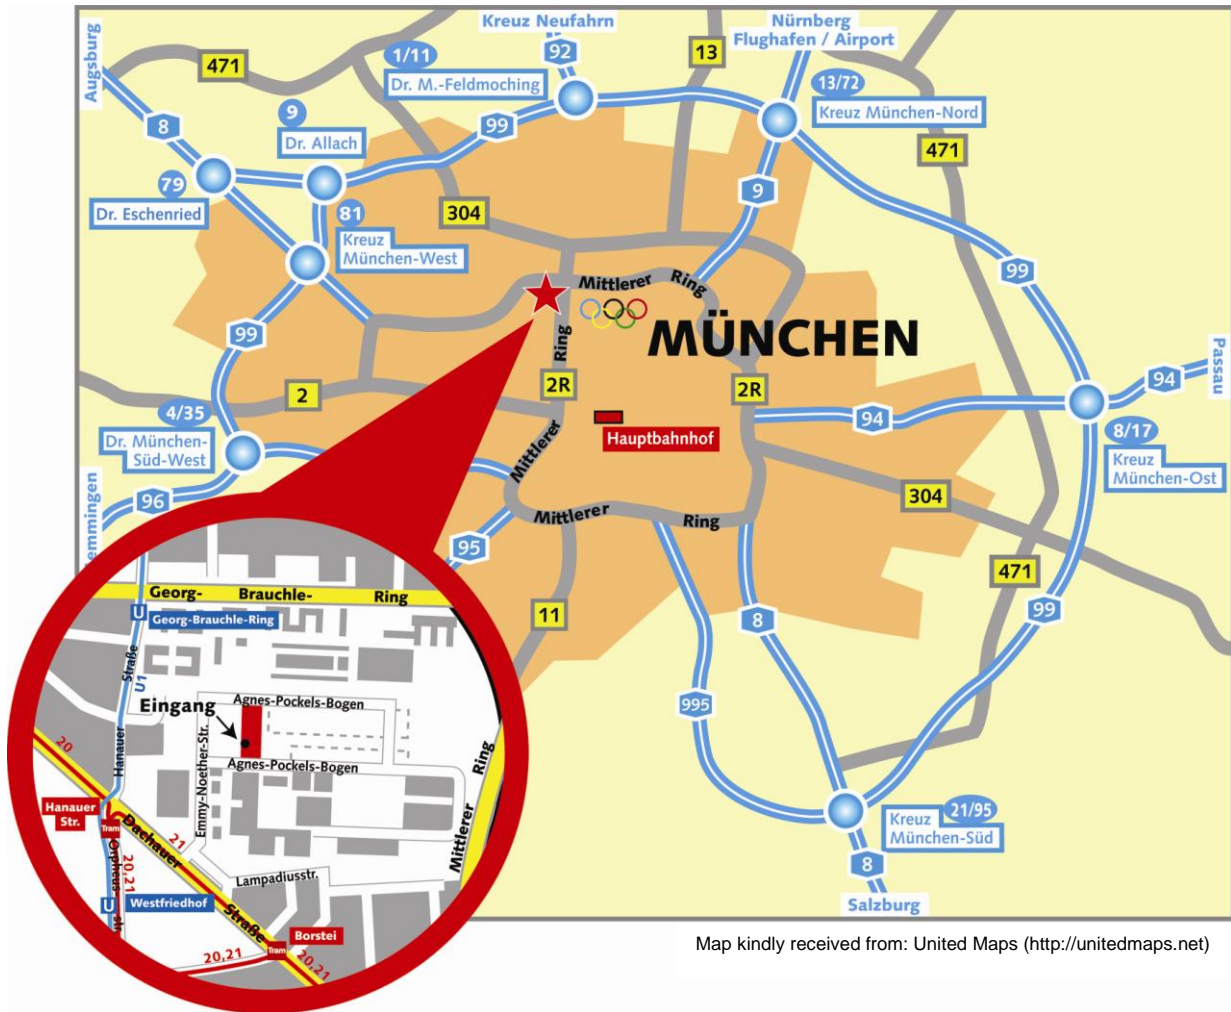 Kreuz Neufahrn
Nürnberg
Flughafen / Airport
Augsburg
471
1/11
Dr. M.-Feldmoching
92
13
13/72
Kreuz München-Nord
9
Dr. Allach
99
8
471
79
Dr. Eschenried
81
Kreuz
München-West
304
9
99
Mittlerer Ring
MÜNCHEN
99
Ring
2
2R
2R
94
Passau
4/35
Dr. München-
Süd-West
Hauptbahnhof
94
8/17
Kreuz
München-Ost
96
emmingen
Mittlerer
Mittlerer Ring
304
95
471
99
11
8
995
Kreuz 21/95
München-Süd
8
Salzburg
Georg- Brauchle- Ring
U Georg-Brauchle-Ring
Straße
U1
Hanauer
Agnes-Pockels-Bogen
Eingang
Emmy-Noether-Str.
Agnes-Pockels-Bogen
Mittlerer Ring
20
Hanauer
Str.
Tram
21
Dachauer
Straße
Orpheus-
str.
20,21
Lampadiusstr.
U Westfriedhof
Borstei
Tram
20,21
20,21
Map kindly received from: United Maps (http://unitedmaps.net)